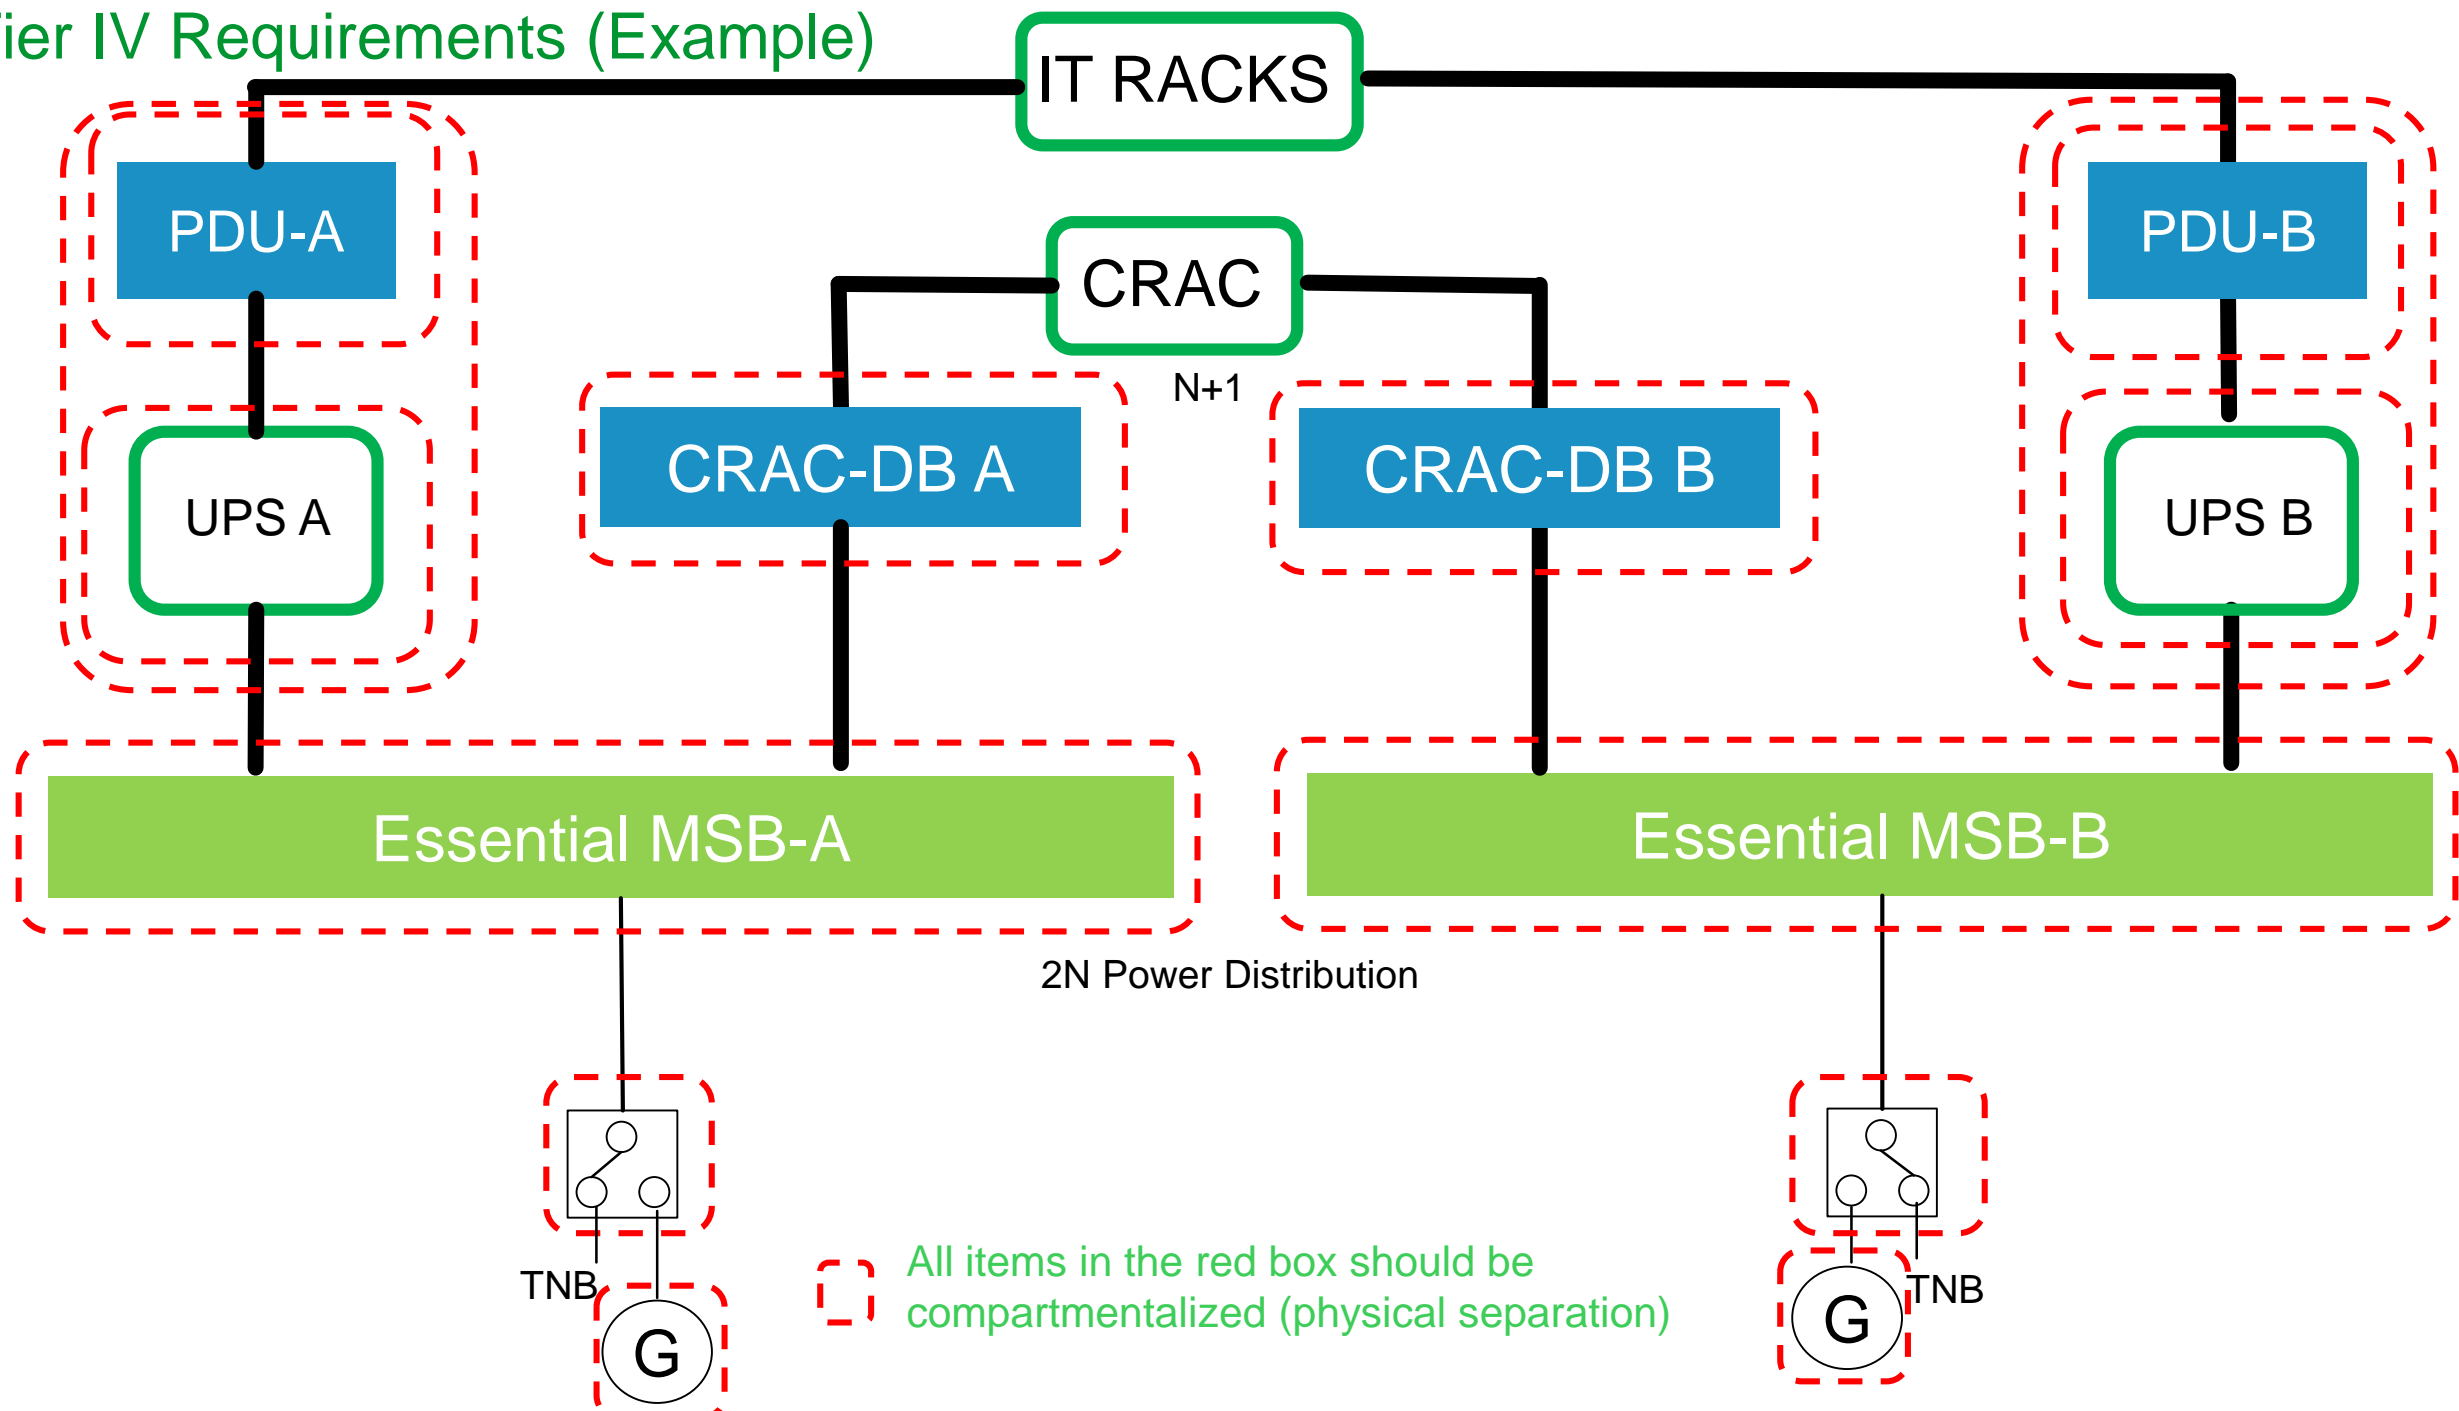 ier IV Requirements (Example)
IT RACKS
PDU-A
PDU-B
CRAC
N+1
CRAC-DB A
CRAC-DB B
UPS A
UPS B
Essential MSB-A
Essential MSB-B
2N Power Distribution
TNB
G
All items in the red box should be
compartmentalized (physical separation)
TNB
G